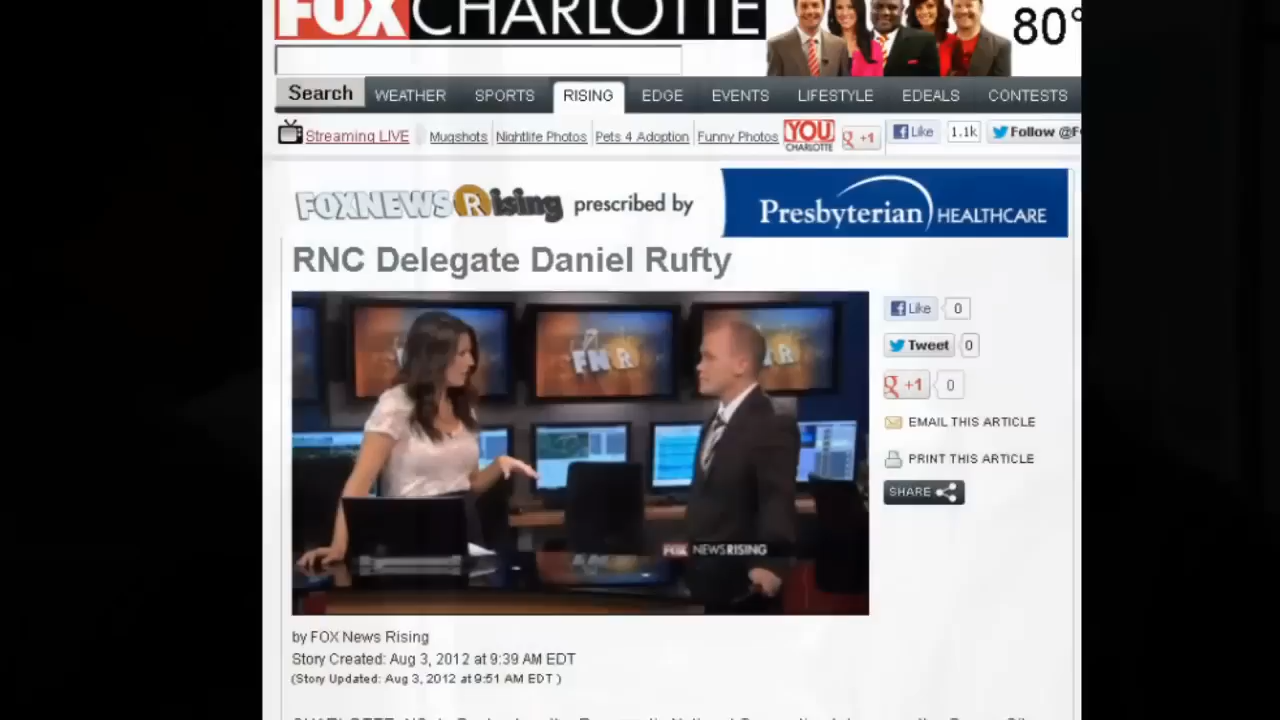 FOX CHARLOTTE
80°
Search WEATHER SPORTS RISING EDGE EVENTS LIFESTYLE EDEALS CONTESTS
Streaming LIVE Mugshots Nightlife Photos Pets 4 Adoption Funny Photos YOU CHARLOTTE g +1 Like 1.1k Follow @F
FOXNEWS Rising prescribed by Presbyterian HEALTHCARE
RNC Delegate Daniel Rufty
Like 0
Tweet 0
g +1 0
EMAIL THIS ARTICLE
PRINT THIS ARTICLE
SHARE
FNR
FOX NEWSRISING
by FOX News Rising
Story Created: Aug 3, 2012 at 9:39 AM EDT
(Story Updated: Aug 3, 2012 at 9:51 AM EDT )